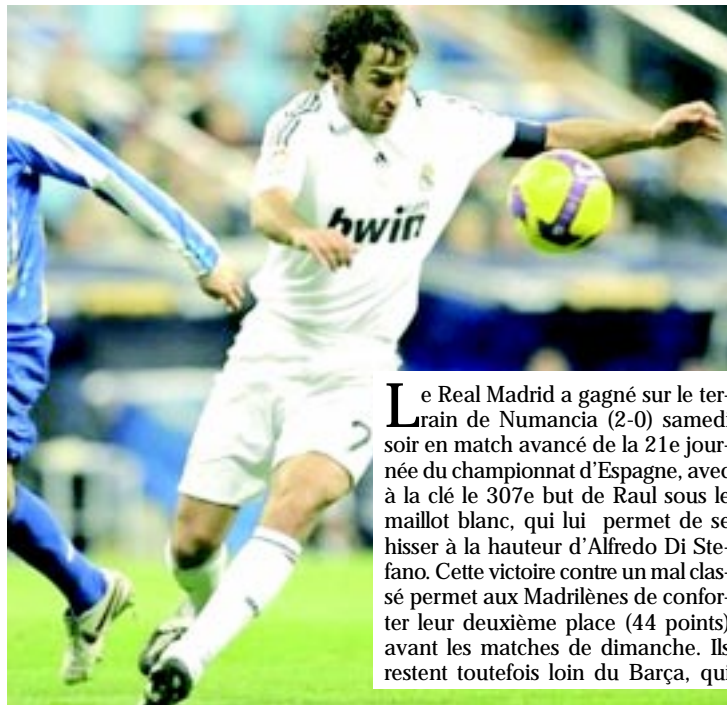 bwin
7
Le Real Madrid a gagné sur le ter-
rain de Numancia (2-0) samedi
soir en match avancé de la 21e jour-
née du championnat d'Espagne, avec
à la clé le 307e but de Raul sous le
maillot blanc, qui lui permet de se
hisser à la hauteur d'Alfredo Di Ste-
fano. Cette victoire contre un mal clas-
sé permet aux Madrilènes de confor-
ter leur deuxième place (44 points)
avant les matches de dimanche. Ils
restent toutefois loin du Barça, qui